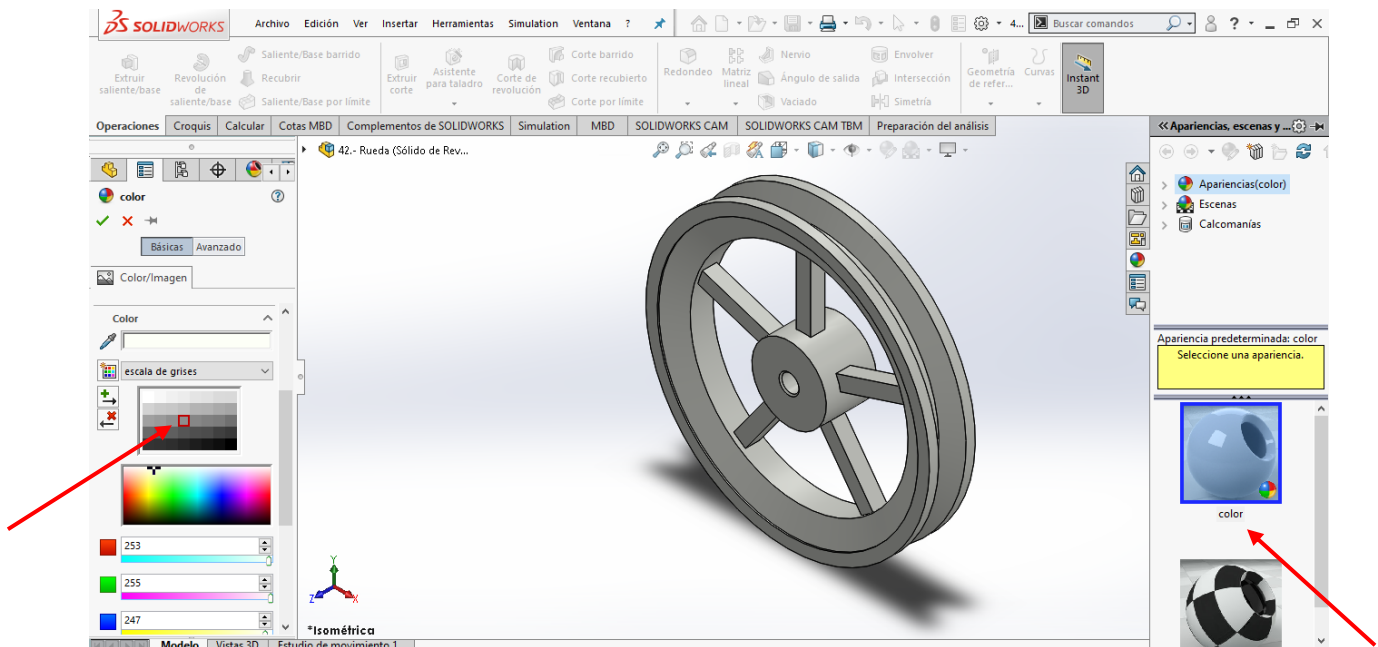 SOLIDWORKS Archivo Edición Ver Insertar Herramientas Simulation Ventana ? 4... Buscar comandos ?
Extruir saliente/base
Revolución de saliente/base
Saliente/Base barrido
Recubrir
Saliente/Base por límite
Extruir corte
Asistente para taladro
Corte de revolución
Corte barrido
Corte recubierto
Corte por límite
Redondeo
Matriz lineal
Nervio
Ángulo de salida
Vaciado
Envolver
Intersección
Simetría
Geometría de refer...
Curvas
Instant 3D
Operaciones Croquis Calcular Cotas MBD Complementos de SOLIDWORKS Simulation MBD SOLIDWORKS CAM SOLIDWORKS CAM TBM Preparación del análisis
42.- Rueda (Sólido de Rev...
color
Básicas Avanzado
Color/Imagen
Color
escala de grises
253
255
247
Y
Z
X
*Isométrica
Modelo Vistas 3D Estudio de movimiento 1
Apariencias, escenas y ...
Apariencias(color)
Escenas
Calcomanías
Apariencia predeterminada: color
Seleccione una apariencia.
color